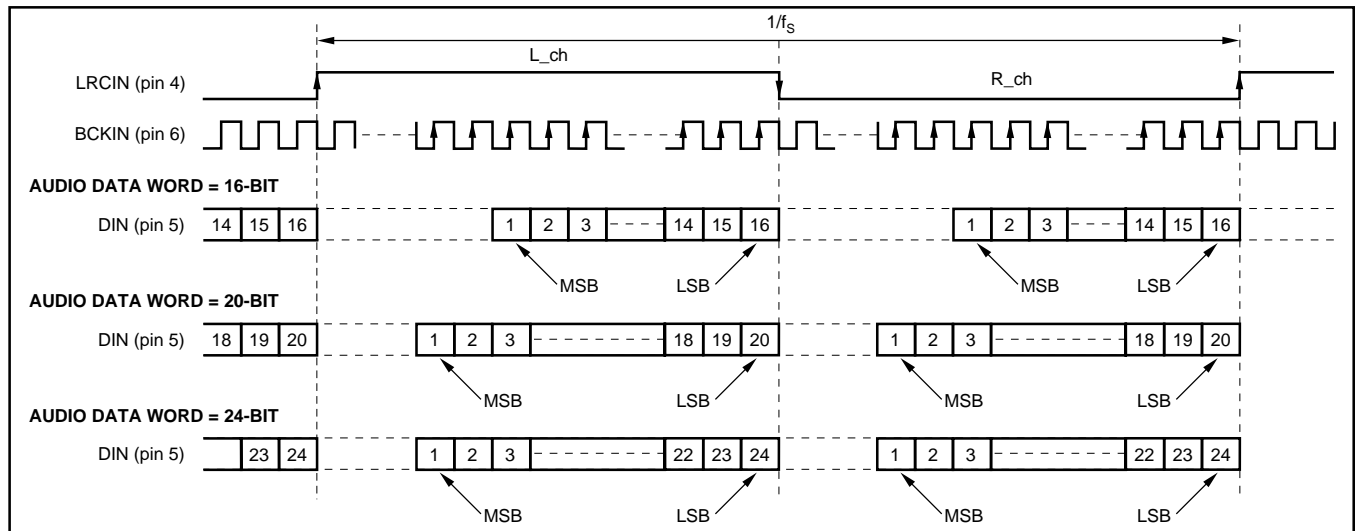 1/fS
L_ch
LRCIN (pin 4)
R_ch
BCKIN (pin 6)
AUDIO DATA WORD = 16-BIT
DIN (pin 5) 14 15 16 1 2 3 14 15 16 1 2 3 14 15 16
MSB LSB MSB LSB
AUDIO DATA WORD = 20-BIT
DIN (pin 5) 18 19 20 1 2 3 18 19 20 1 2 3 18 19 20
MSB LSB MSB LSB
AUDIO DATA WORD = 24-BIT
DIN (pin 5) 23 24 1 2 3 22 23 24 1 2 3 22 23 24
MSB LSB MSB LSB